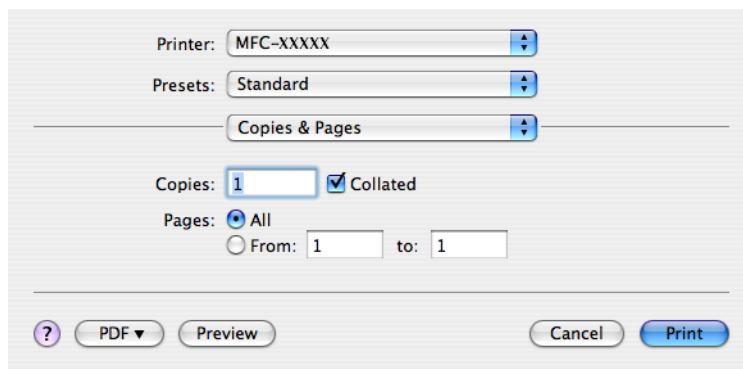 Printer: MFC-XXXXX
Presets: Standard
Copies & Pages
Copies: 1 Collated
Pages: All
From: 1 to: 1
? PDF ▼ Preview Cancel Print